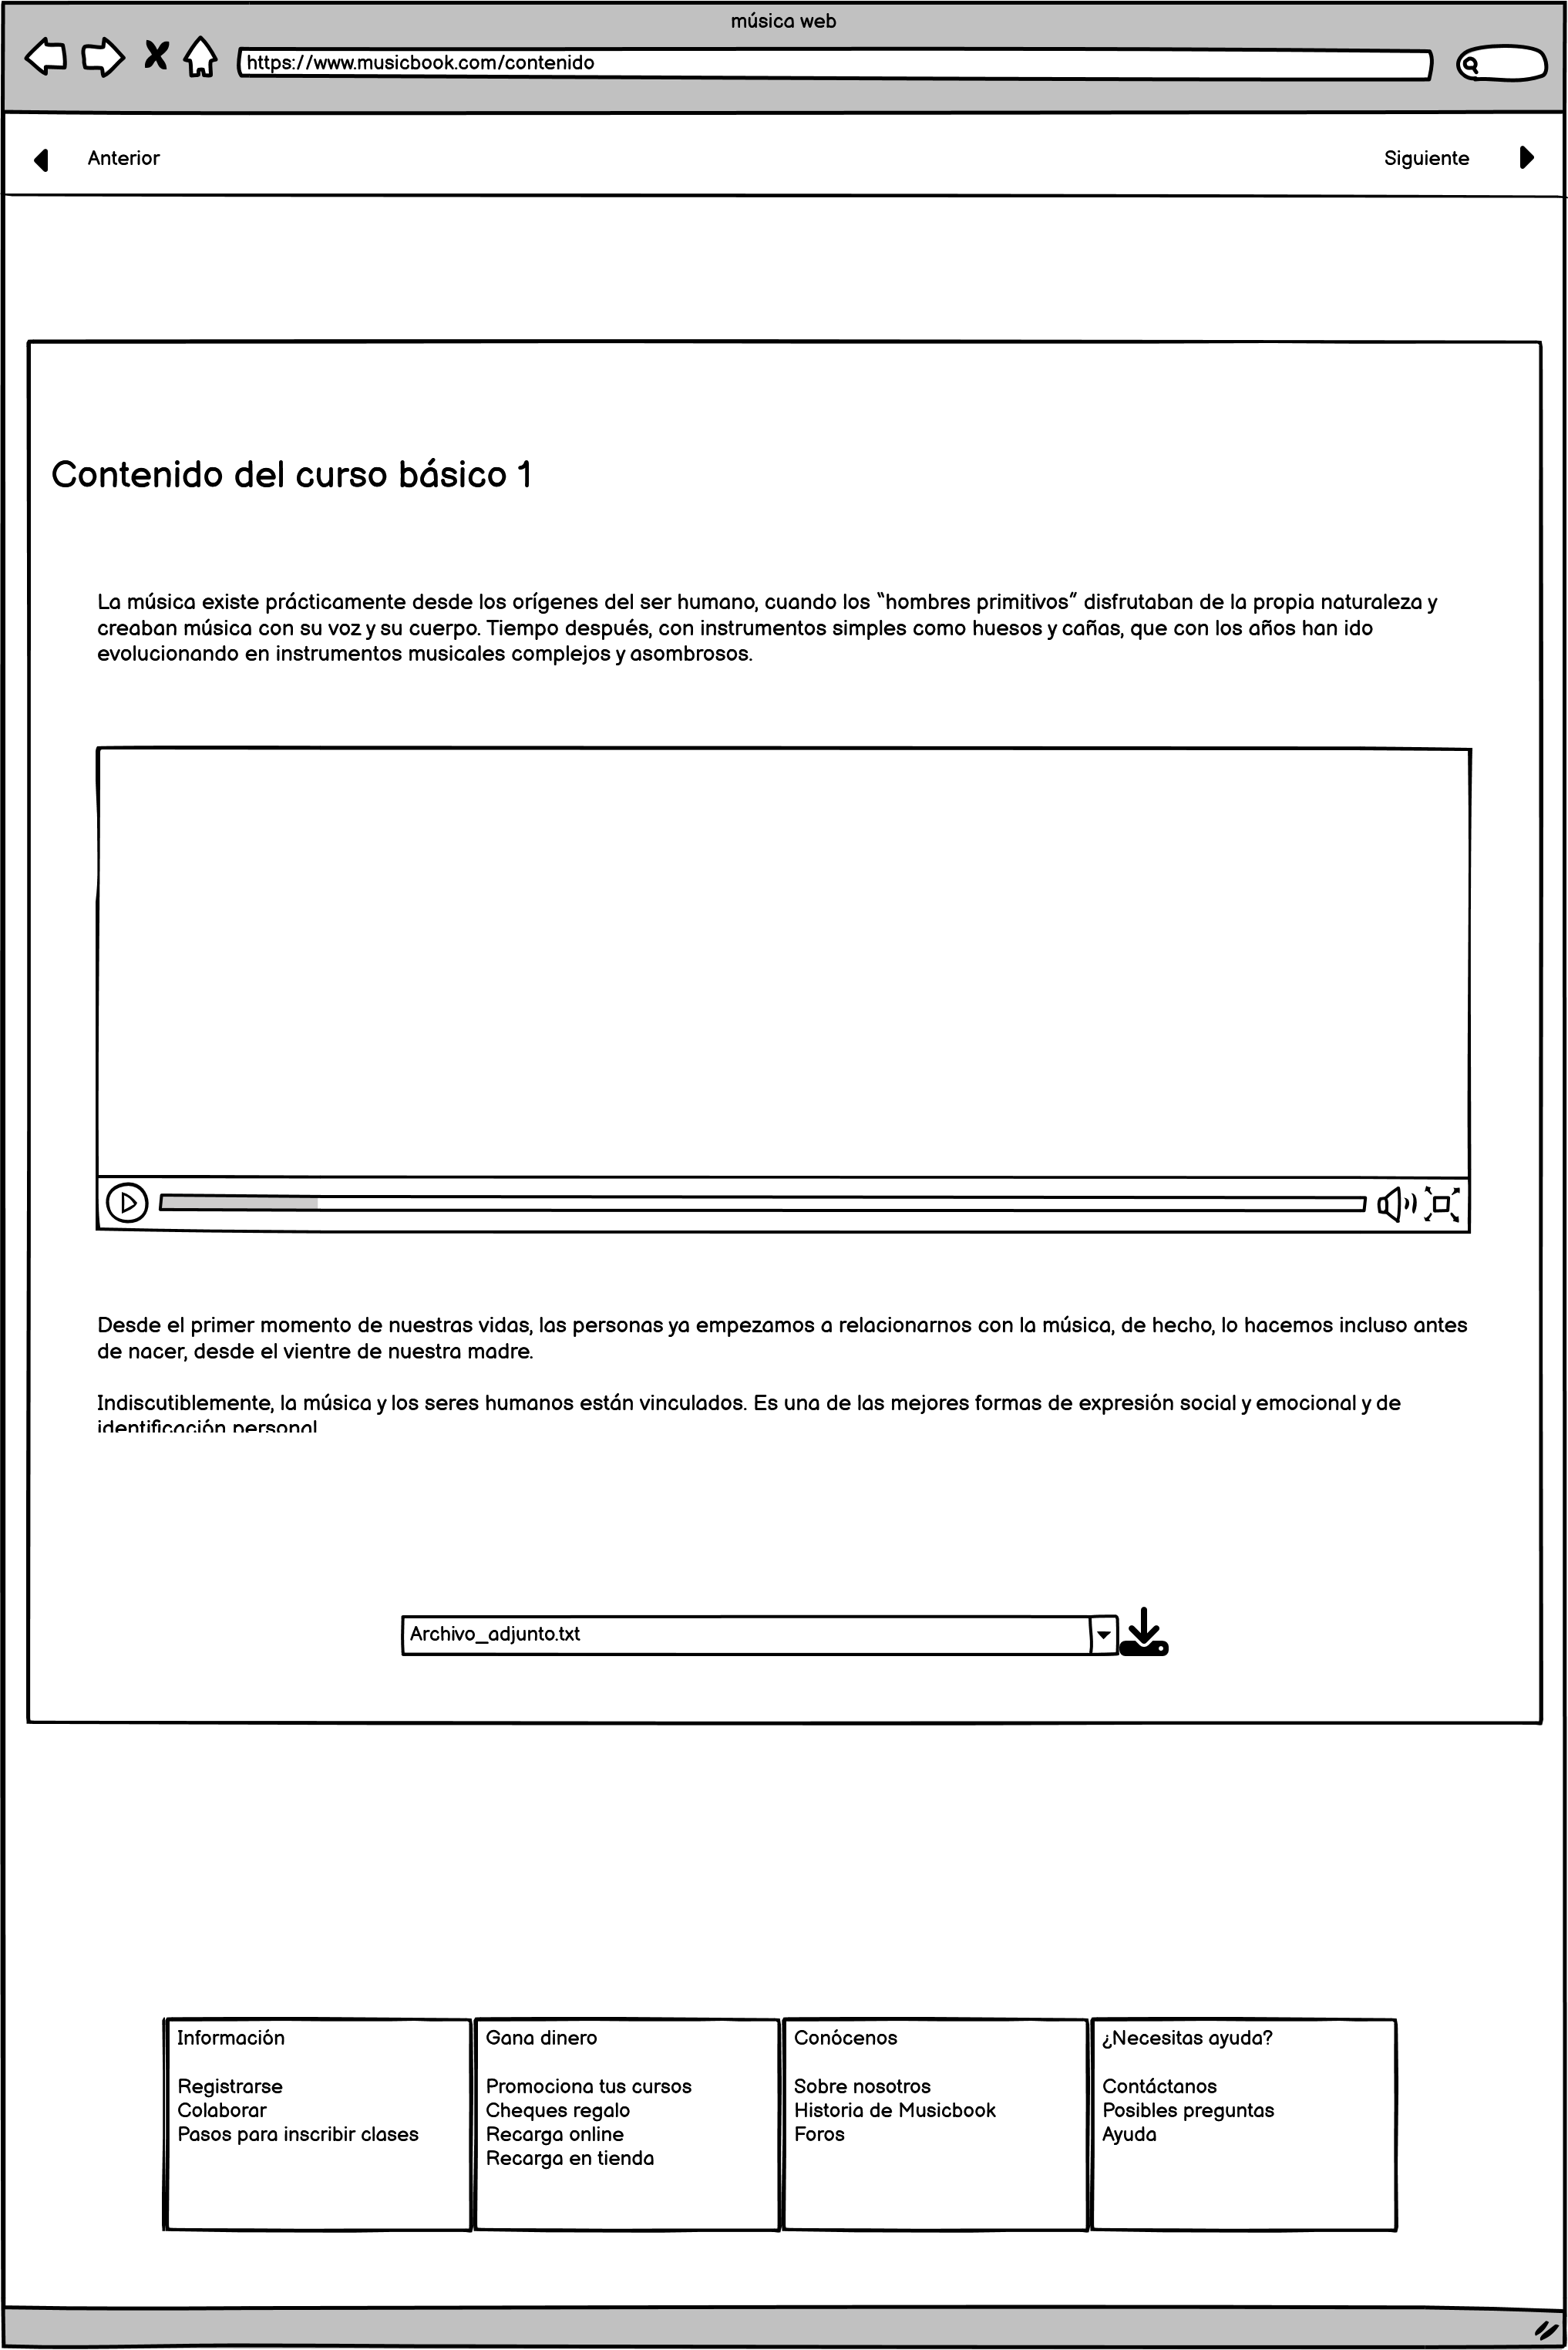 música web
https://www.musicbook.com/contenido
Anterior
Siguiente
Contenido del curso básico 1
La música existe prácticamente desde los orígenes del ser humano, cuando los "hombres primitivos" disfrutaban de la propia naturaleza y
creaban música con su voz y su cuerpo. Tiempo después, con instrumentos simples como huesos y cañas, que con los años han ido
evolucionando en instrumentos musicales complejos y asombrosos.
Desde el primer momento de nuestras vidas, las personas ya empezamos a relacionarnos con la música, de hecho, lo hacemos incluso antes
de nacer, desde el vientre de nuestra madre.
Indiscutiblemente, la música y los seres humanos están vinculados. Es una de las mejores formas de expresión social y emocional y de
identificación personal
Archivo_adjunto.txt
Información
Registrarse
Colaborar
Pasos para inscribir clases
Gana dinero
Promociona tus cursos
Cheques regalo
Recarga online
Recarga en tienda
Conócenos
Sobre nosotros
Historia de Musicbook
Foros
¿Necesitas ayuda?
Contáctanos
Posibles preguntas
Ayuda